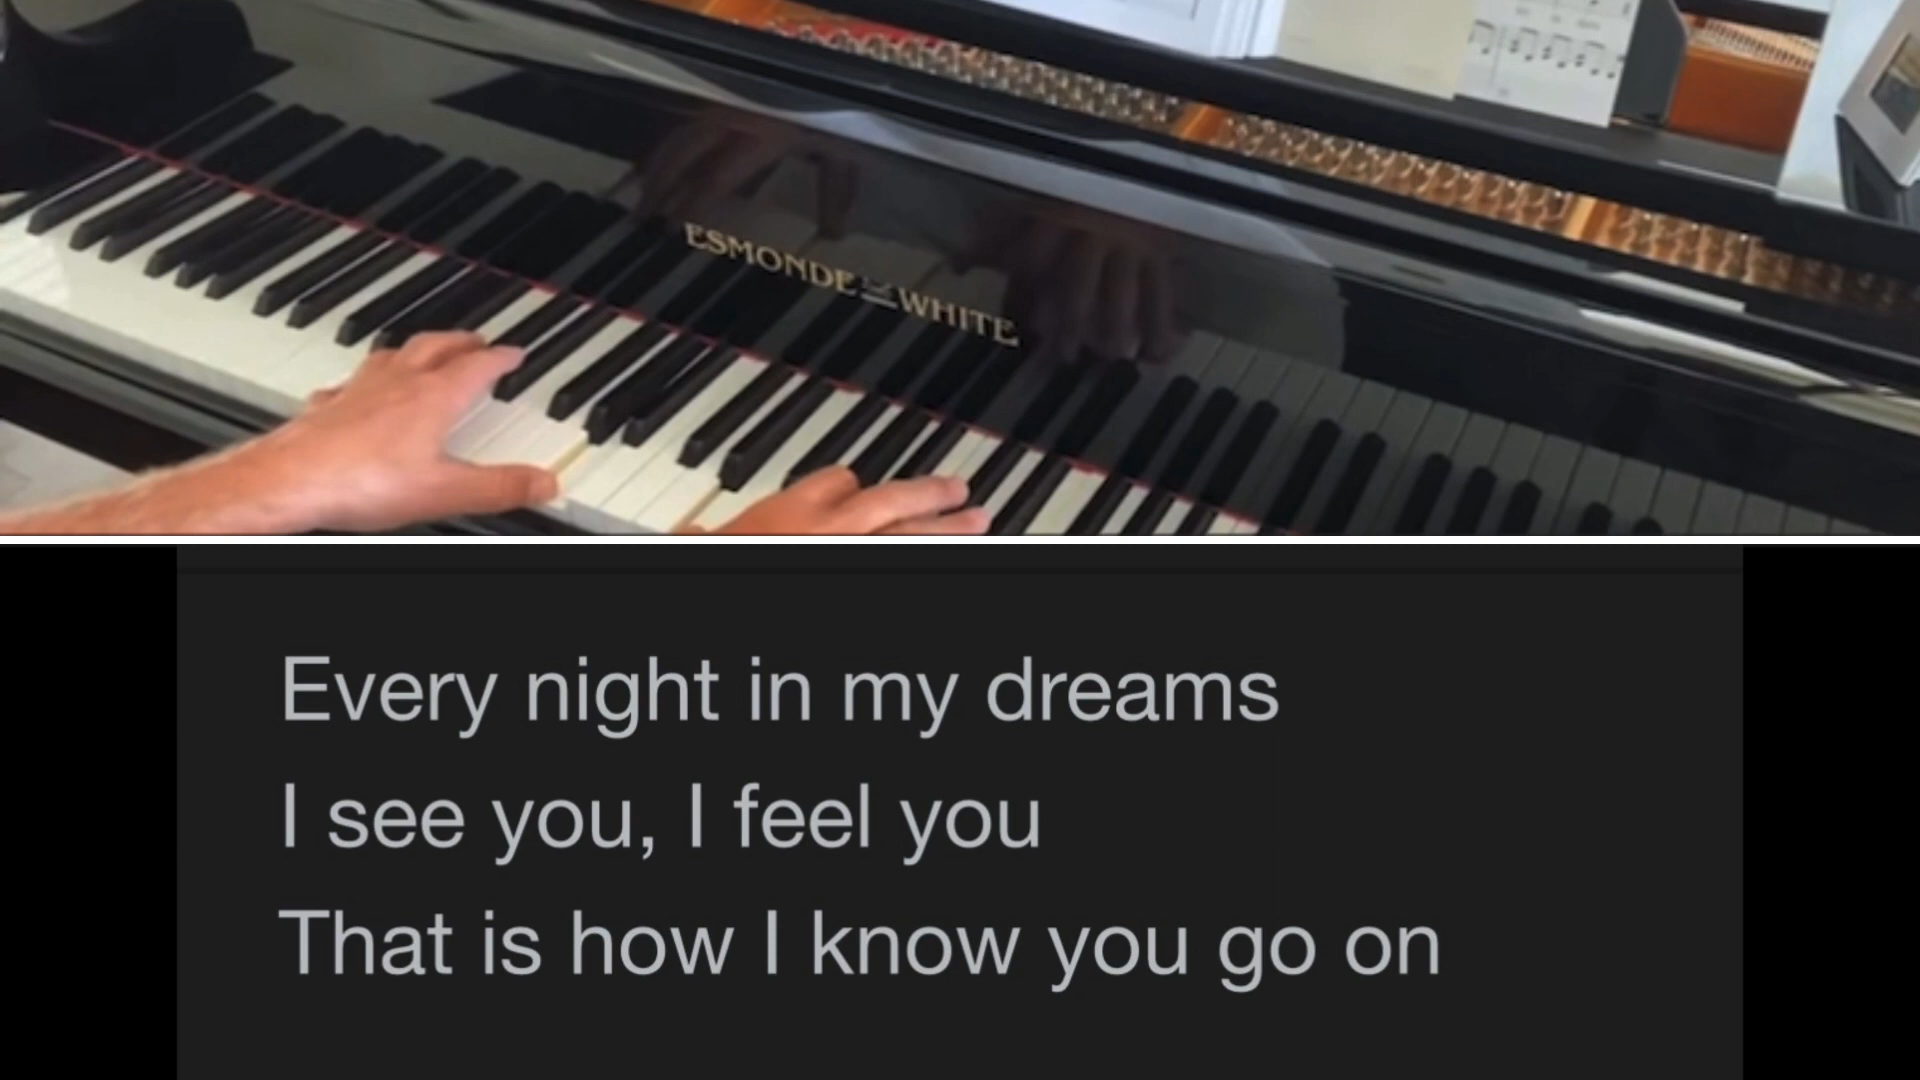 ESMONDE WHITE
Every night in my dreams
I see you, I feel you
That is how I know you go on